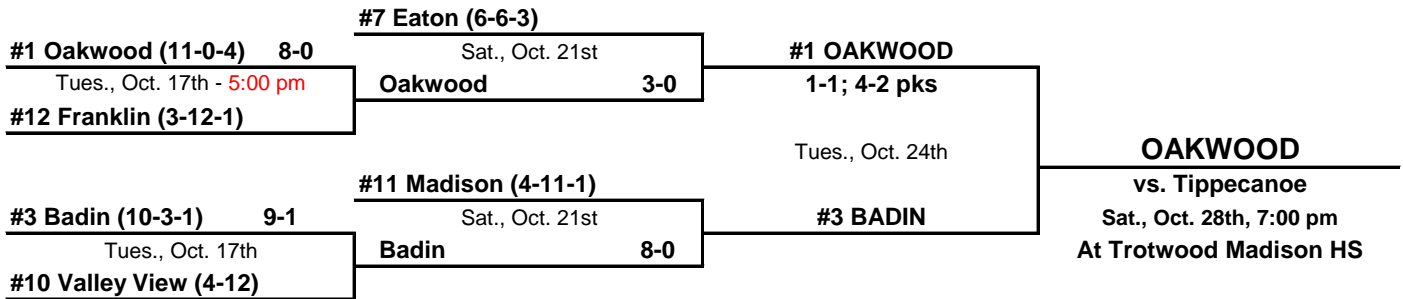 #7 Eaton (6-6-3)
#1 Oakwood (11-0-4) 8-0
Sat., Oct. 21st
#1 OAKWOOD
Tues., Oct. 17th - 5:00 pm
Oakwood 3-0
1-1; 4-2 pks
#12 Franklin (3-12-1)
Tues., Oct. 24th
OAKWOOD
#11 Madison (4-11-1)
vs. Tippecanoe
#3 Badin (10-3-1) 9-1
Sat., Oct. 21st
#3 BADIN
Sat., Oct. 28th, 7:00 pm
Tues., Oct. 17th
Badin 8-0
At Trotwood Madison HS
#10 Valley View (4-12)